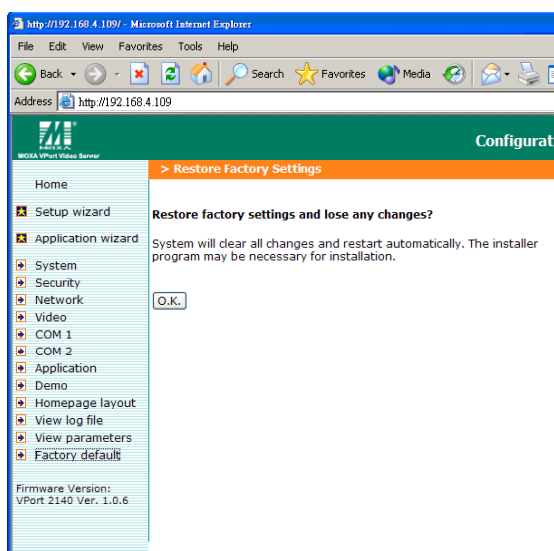 http://192.168.4.109/ - Microsoft Internet Explorer
File Edit View Favorites Tools Help
Back Search Favorites Media
Address http://192.168.4.109
MOXA
MOXA VPort Video Server
Configurat
> Restore Factory Settings
Home
Setup wizard
Application wizard
System
Security
Network
Video
COM 1
COM 2
Application
Demo
Homepage layout
View log file
View parameters
Factory default
Firmware Version:
VPort 2140 Ver. 1.0.6
Restore factory settings and lose any changes?
System will clear all changes and restart automatically. The installer
program may be necessary for installation.
O.K.